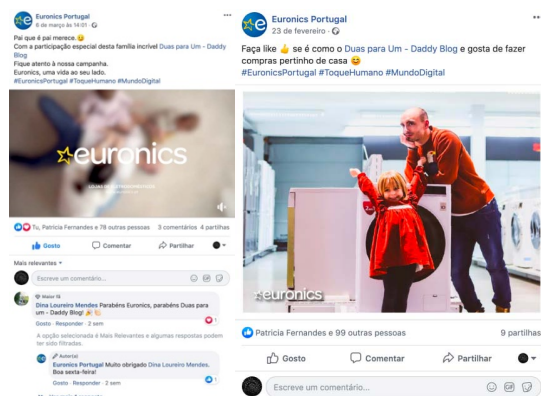 Euronics Portugal
6 de março às 14:01 ·
Pai que é pai merece.
Com a participação especial desta família incrível Duas para Um - Daddy
Blog
Fique atento à nossa campanha.
Euronics, uma vida ao seu lado.
#EuronicsPortugal #ToqueHumano #MundoDigital
euronics
Tu, Patricia Fernandes e 78 outras pessoas
3 comentários 4 partilhas
Gosto
Comentar
Partilhar
Mais relevantes
Escreve um comentário...
GIF
Maior fã
Dina Loureiro Mendes Parabéns Euronics, parabéns Duas para
um - Daddy Blog!
1
Gosto · Responder · 2 sem
A opção selecionada é Mais Relevantes e algumas respostas podem
ter sido filtradas.
Autor(a)
Euronics Portugal Muito obrigado Dina Loureiro Mendes.
Boa sexta-feira!
1
Gosto · Responder · 2 sem
Euronics Portugal
23 de fevereiro ·
Faça like 👍 se é como o Duas para Um - Daddy Blog e gosta de fazer
compras pertinho de casa 😊
#EuronicsPortugal #ToqueHumano #MundoDigital
euronics
Patricia Fernandes e 99 outras pessoas
9 partilhas
Gosto
Comentar
Partilhar
Escreve um comentário...
GIF